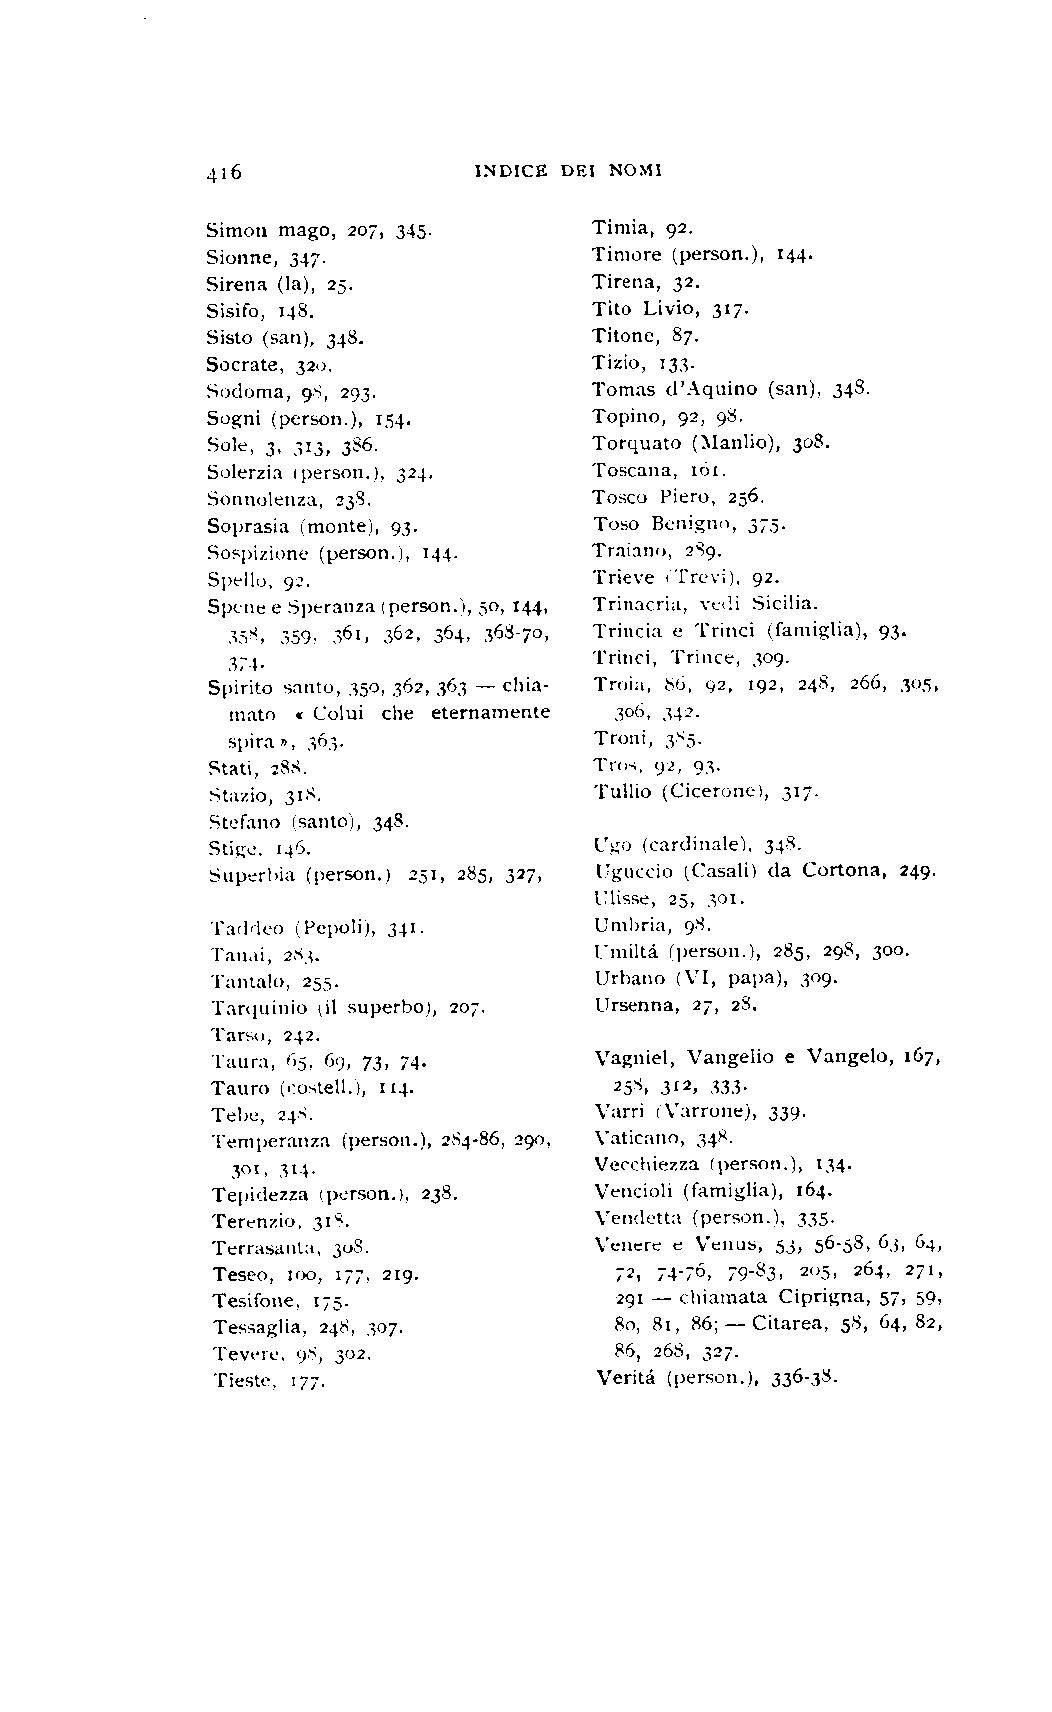 416 INDICE DEI NOMI
Simon mago, 207, 345.
Sionne, 347.
Sirena (la), 25.
Sisifo, 148.
Sisto (san), 348.
Socrate, 320.
Sodoma, 98, 293.
Sogni (person.), 154.
Sole, 3, 313, 386.
Solerzia (person.), 324.
Sonnolenza, 238.
Soprasia (monte), 93.
Sospizione (person.), 144.
Spello, 92.
Spene e Speranza (person.), 50, 144,
358, 359, 361, 362, 364, 368-70,
374.
Spirito santo, 350, 362, 363 — chia-
mato « Colui che eternamente
spira », 363.
Stati, 288.
Stazio, 318.
Stefano (santo), 348.
Stige, 146.
Superbia (person.) 251, 285, 327,
Taddeo (Pepoli), 341.
Tanai, 283.
Tantalo, 255.
Tarquinio (il superbo), 207.
Tarso, 242.
Taura, 65, 69, 73, 74.
Tauro (costell.), 114.
Tebe, 248.
Temperanza (person.), 284-86, 290,
301, 314.
Tepidezza (person.), 238.
Terenzio, 318.
Terrasanta, 308.
Teseo, 100, 177, 219.
Tesifone, 175.
Tessaglia, 248, 307.
Tevere, 98, 302.
Tieste, 177.
Timia, 92.
Timore (person.), 144.
Tirena, 32.
Tito Livio, 317.
Titone, 87.
Tizio, 133.
Tomas d'Aquino (san), 348.
Topino, 92, 98.
Torquato (Manlio), 308.
Toscana, 161.
Tosco Piero, 256.
Toso Benigno, 375.
Traiano, 289.
Trieve (Trevi), 92.
Trinacria, vedi Sicilia.
Trincia e Trinci (famiglia), 93.
Trinci, Trince, 309.
Troia, 86, 92, 192, 248, 266, 305,
306, 342.
Troni, 385.
Tros, 92, 93.
Tullio (Cicerone), 317.
Ugo (cardinale), 348.
Uguccio (Casali) da Cortona, 249.
Ulisse, 25, 301.
Umbria, 98.
Umiltá (person.), 285, 298, 300.
Urbano (VI, papa), 309.
Ursenna, 27, 28.
Vagniel, Vangelio e Vangelo, 167,
258, 312, 333.
Varri (Varrone), 339.
Vaticano, 348.
Vecchiezza (person.), 134.
Vencioli (famiglia), 164.
Vendetta (person.), 335.
Venere e Venus, 53, 56-58, 63, 64,
72, 74-76, 79-83, 205, 264, 271,
291 — chiamata Ciprigna, 57, 59,
80, 81, 86; — Citarea, 58, 64, 82,
86, 268, 327.
Veritá (person.), 336-38.